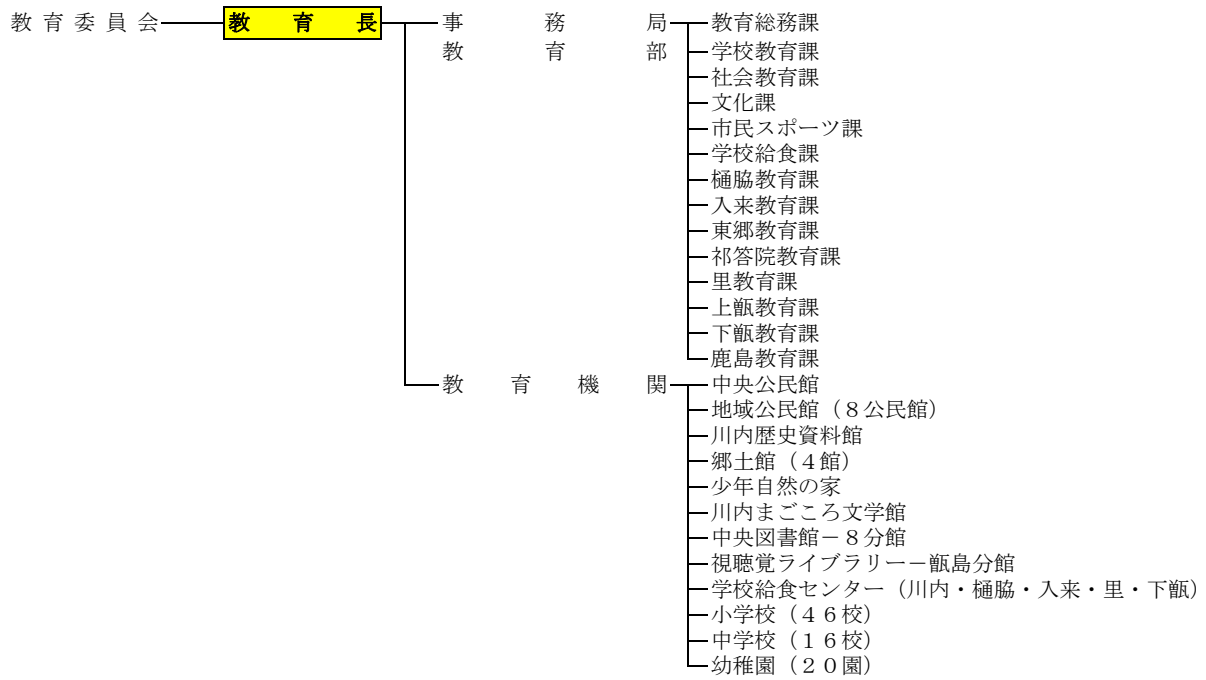 教育委員会 教育長 事務局 教育総務課
教育部 学校教育課
社会教育課
文化課
市民スポーツ課
学校給食課
樋脇教育課
入来教育課
東郷教育課
祁答院教育課
里教育課
上甑教育課
下甑教育課
鹿島教育課
教育機関 中央公民館
地域公民館（８公民館）
川内歴史資料館
郷土館（４館）
少年自然の家
川内まごころ文学館
中央図書館－８分館
視聴覚ライブラリー－甑島分館
学校給食センター（川内・樋脇・入来・里・下甑）
小学校（４６校）
中学校（１６校）
幼稚園（２０園）